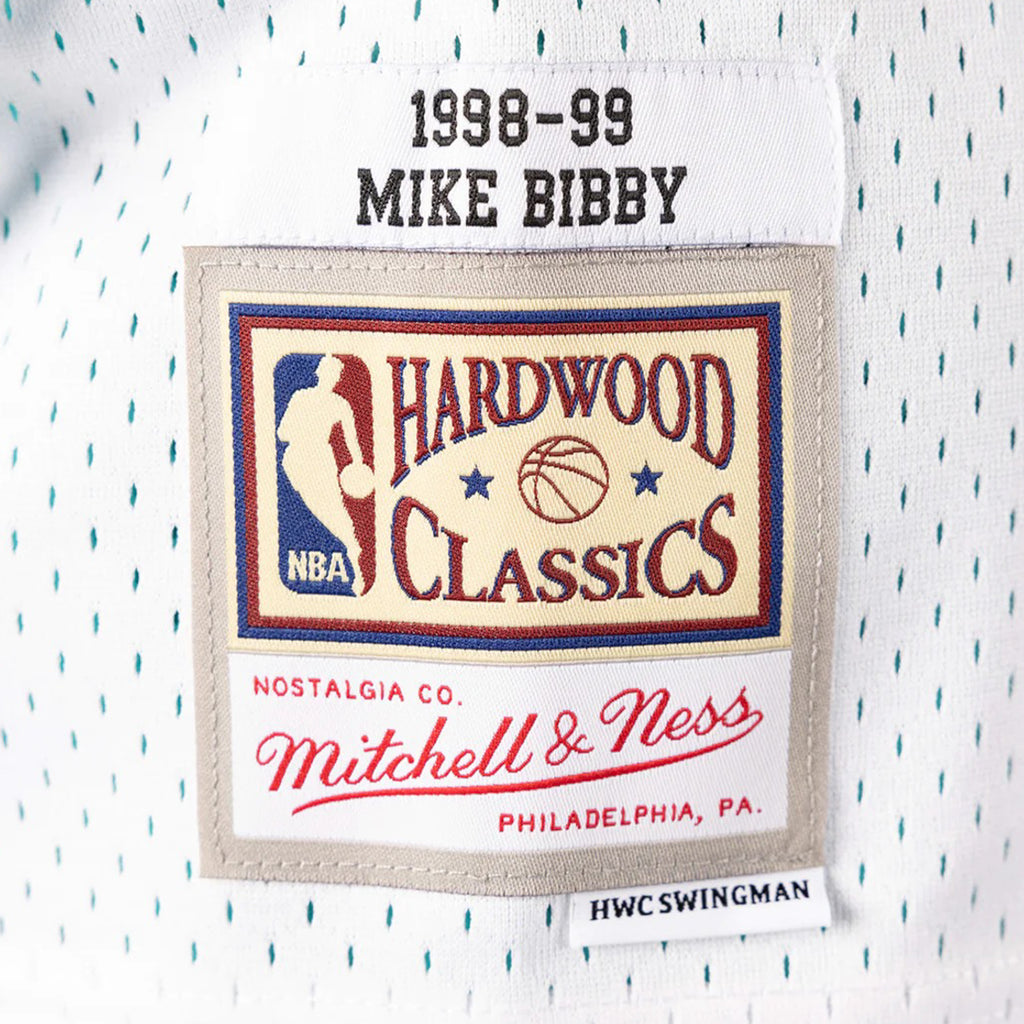 1998-99
MIKE BIBBY
HARDWOOD
CLASSICS
NBA
NOSTALGIA CO.
Mitchell & Ness
PHILADELPHIA, PA.
HWC SWINGMAN